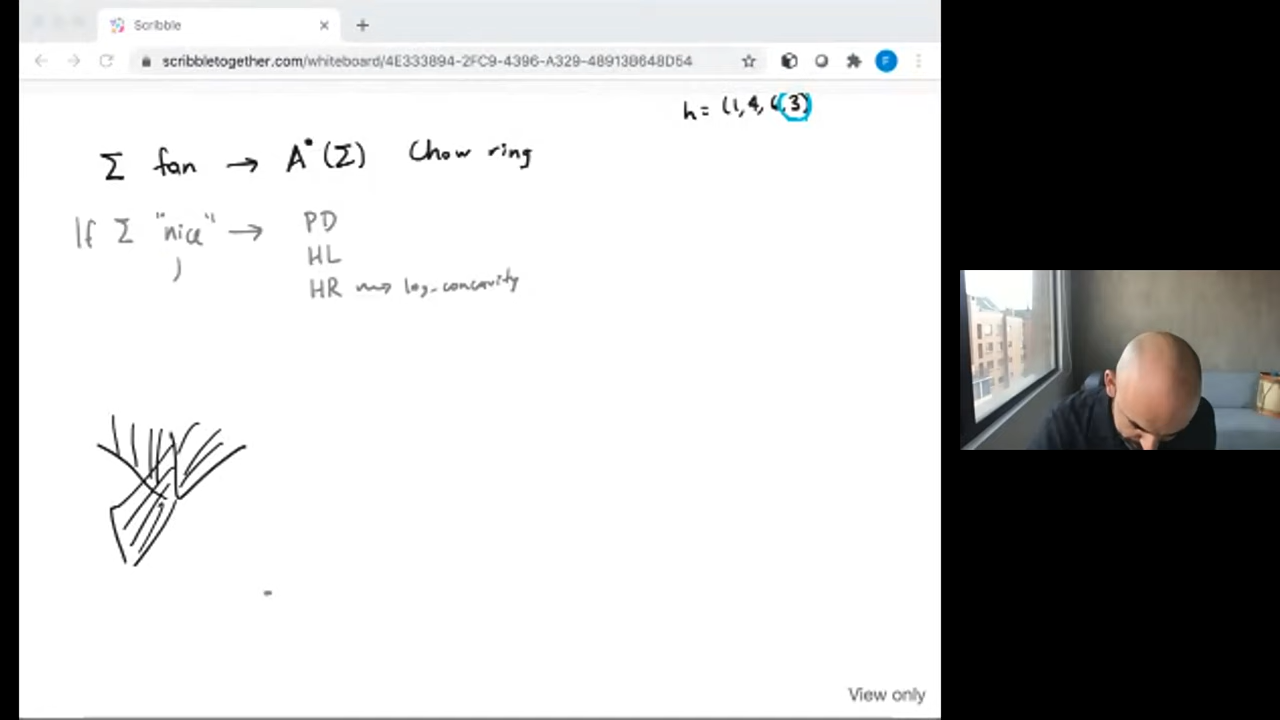 Scribble
scribbletogether.com/whiteboard/4E333894-2FC9-4396-A329-489138648D54
F
h = (1, 4, 6, 3)
Σ fan → A•(Σ) Chow ring
If Σ "nice" → PD
HL
HR ⇝ log-concavity
View only